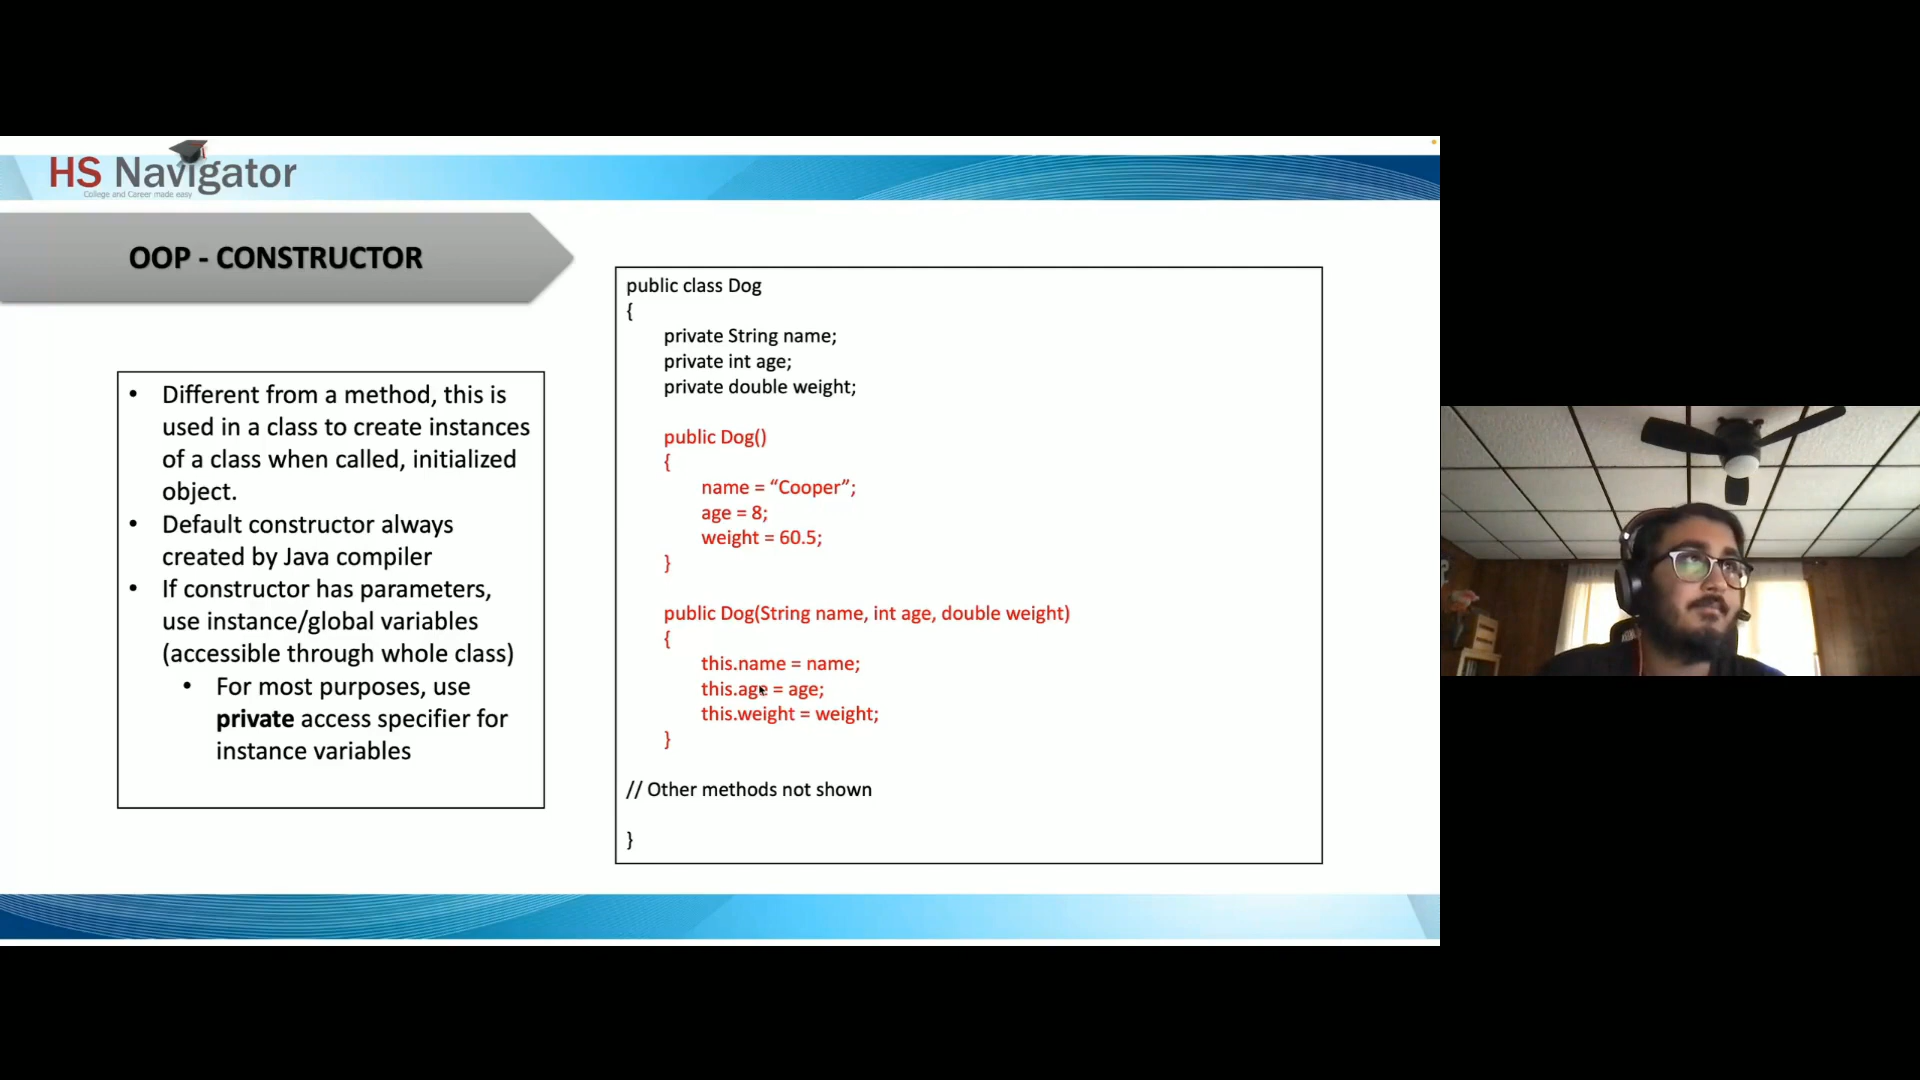 HS Navigator
College and Career made easy
OOP - CONSTRUCTOR
• Different from a method, this is
used in a class to create instances
of a class when called, initialized
object.
• Default constructor always
created by Java compiler
• If constructor has parameters,
use instance/global variables
(accessible through whole class)
• For most purposes, use
private access specifier for
instance variables
public class Dog
{
private String name;
private int age;
private double weight;
public Dog()
{
name = “Cooper”;
age = 8;
weight = 60.5;
}
public Dog(String name, int age, double weight)
{
this.name = name;
this.age = age;
this.weight = weight;
}
// Other methods not shown
}